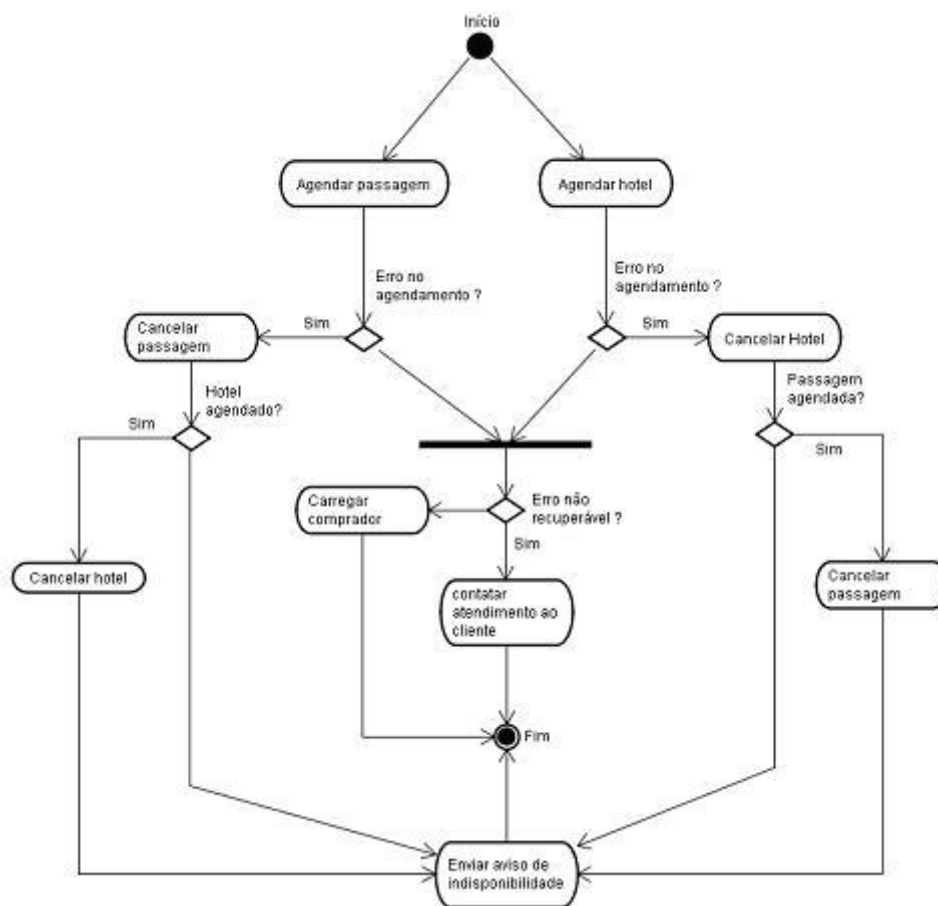 Início
Agendar passagem
Agendar hotel
Erro no
agendamento ?
Erro no
agendamento ?
Cancelar
passagem
Sim
Sim
Cancelar Hotel
Hotel
agendado?
Passagem
agendada?
Sim
Sim
Carregar
comprador
Erro não
recuperável ?
Sim
Cancelar hotel
contatar
atendimento ao
cliente
Cancelar
passagem
Fim
Enviar aviso de
indisponibilidade